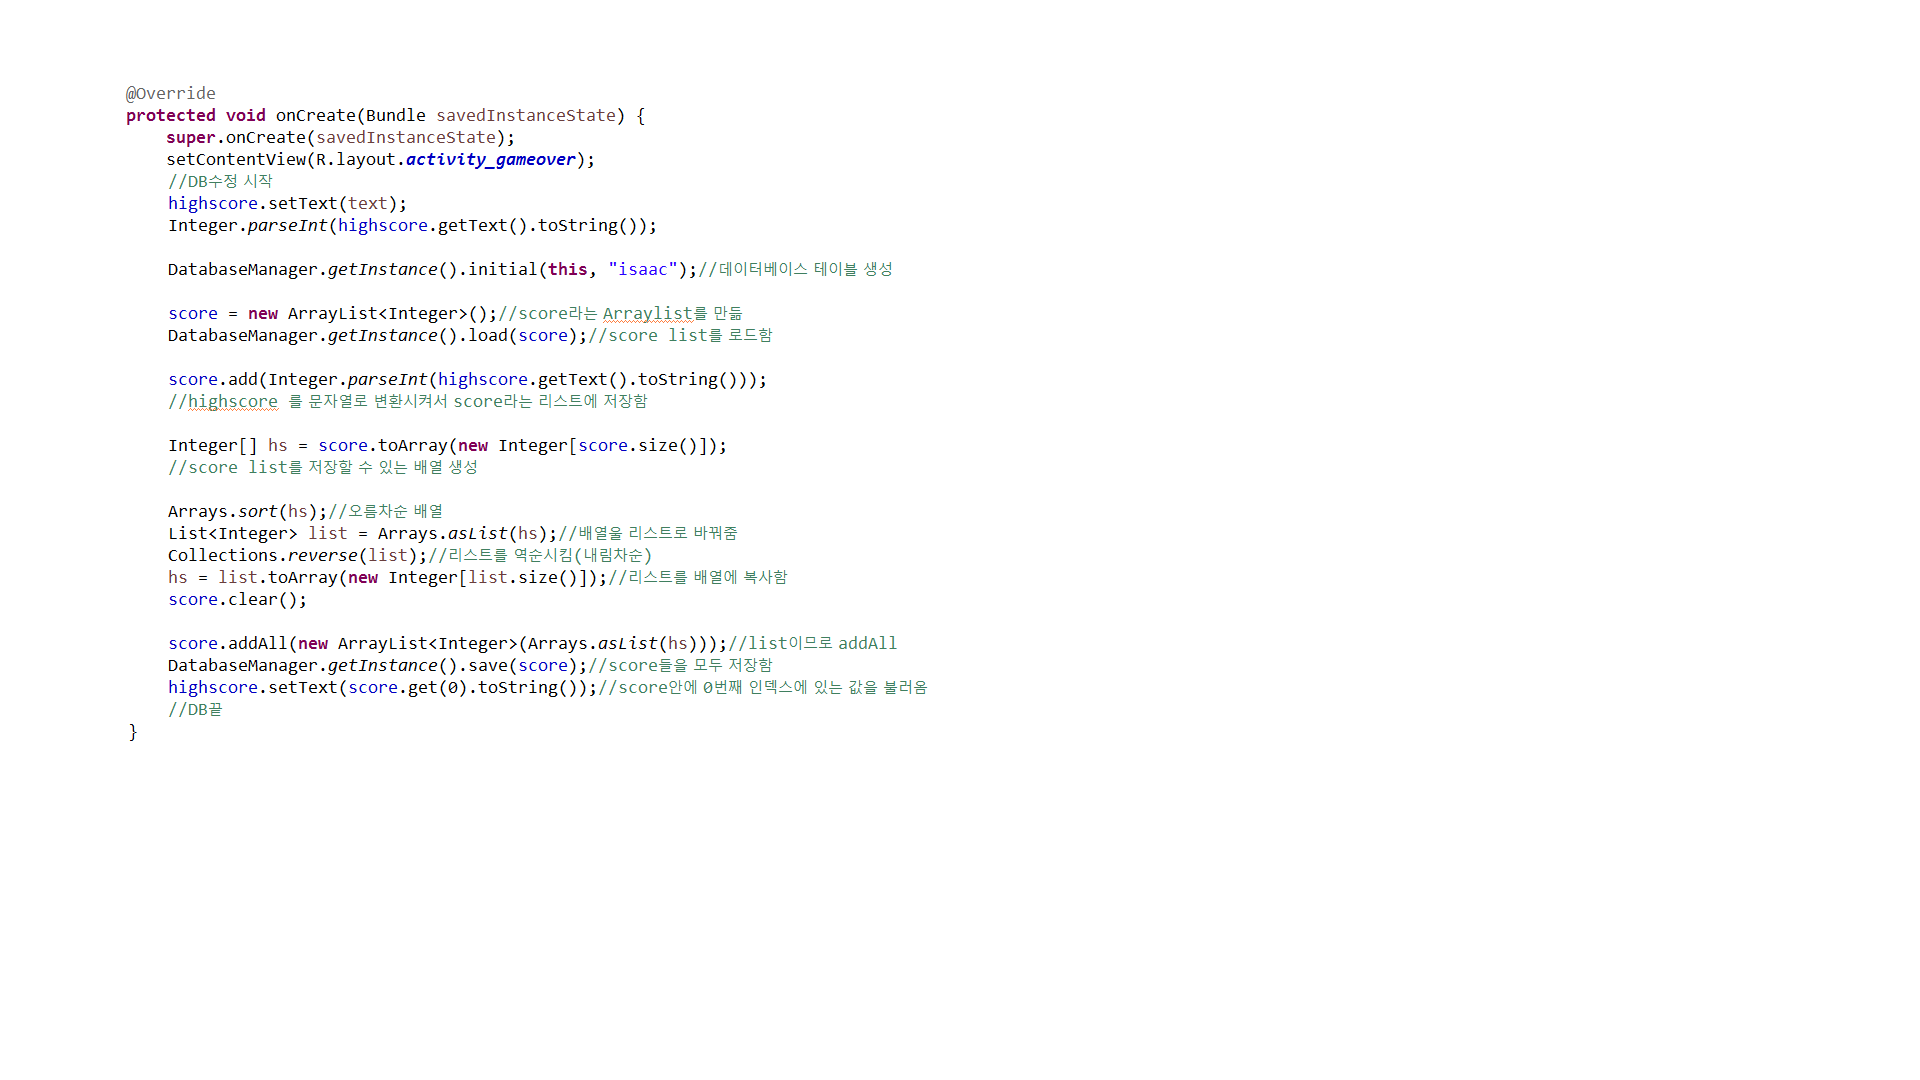 @Override
protected void onCreate(Bundle savedInstanceState) {
super.onCreate(savedInstanceState);
setContentView(R.layout.activity_gameover);
//DB수정 시작
highscore.setText(text);
Integer.parseInt(highscore.getText().toString());
DatabaseManager.getInstance().initial(this, "isaac");//데이터베이스 테이블 생성
score = new ArrayList<Integer>();//score라는 Arraylist를 만듦
DatabaseManager.getInstance().load(score);//score list를 로드함
score.add(Integer.parseInt(highscore.getText().toString()));
//highscore 를 문자열로 변환시켜서 score라는 리스트에 저장함
Integer[] hs = score.toArray(new Integer[score.size()]);
//score list를 저장할 수 있는 배열 생성
Arrays.sort(hs);//오름차순 배열
List<Integer> list = Arrays.asList(hs);//배열울 리스트로 바꿔줌
Collections.reverse(list);//리스트를 역순시킴(내림차순)
hs = list.toArray(new Integer[list.size()]);//리스트를 배열에 복사함
score.clear();
score.addAll(new ArrayList<Integer>(Arrays.asList(hs)));//list이므로 addAll
DatabaseManager.getInstance().save(score);//score들을 모두 저장함
highscore.setText(score.get(0).toString());//score안에 0번째 인덱스에 있는 값을 불러옴
//DB끝
}